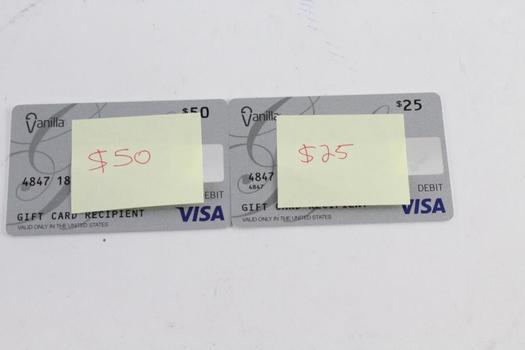 Vanilla
$50
$50
4847 18
DEBIT
GIFT CARD RECIPIENT
VISA
VALID ONLY IN THE UNITED STATES
Vanilla
$25
$25
4847
4847
DEBIT
GIFT CARD RECIPIENT
VISA
VALID ONLY IN THE UNITED STATES